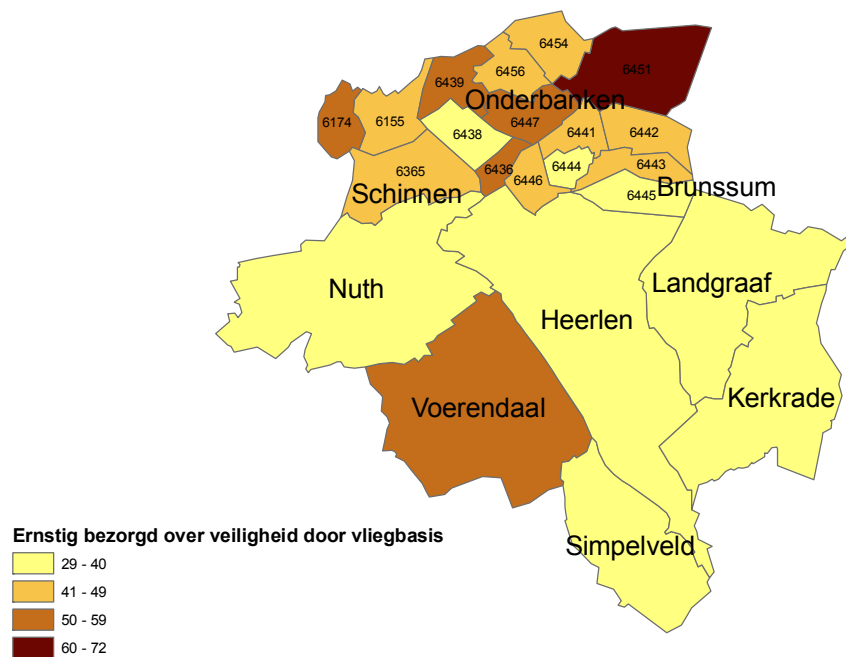 6454
6451
6456
6439
Onderbanken
6174
6155
6447
6438
6441
6442
6365
6436
6446
6444
6443
Schinnen
Brunssum
6445
Nuth
Landgraaf
Heerlen
Voerendaal
Kerkrade
Simpelveld
Ernstig bezorgd over veiligheid door vliegbasis
29 - 40
41 - 49
50 - 59
60 - 72